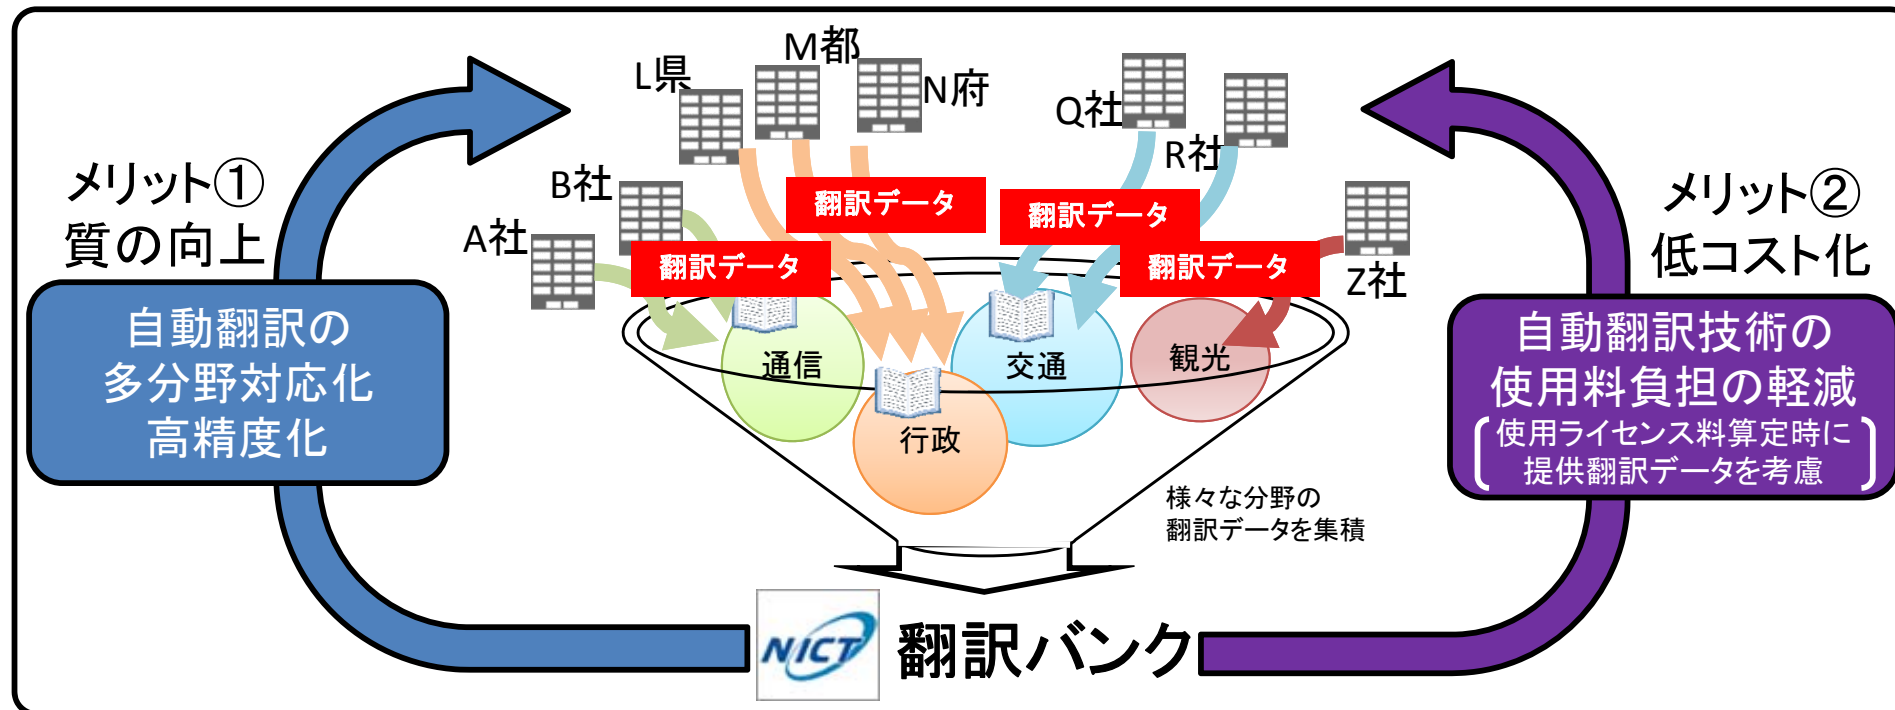 メリット①
質の向上
自動翻訳の
多分野対応化
高精度化
A社
B社
L県
M都
N府
Q社
R社
Z社
翻訳データ
翻訳データ
翻訳データ
翻訳データ
通信
行政
交通
観光
様々な分野の
翻訳データを集積
メリット②
低コスト化
自動翻訳技術の
使用料負担の軽減
使用ライセンス料算定時に
提供翻訳データを考慮
NICT
翻訳バンク